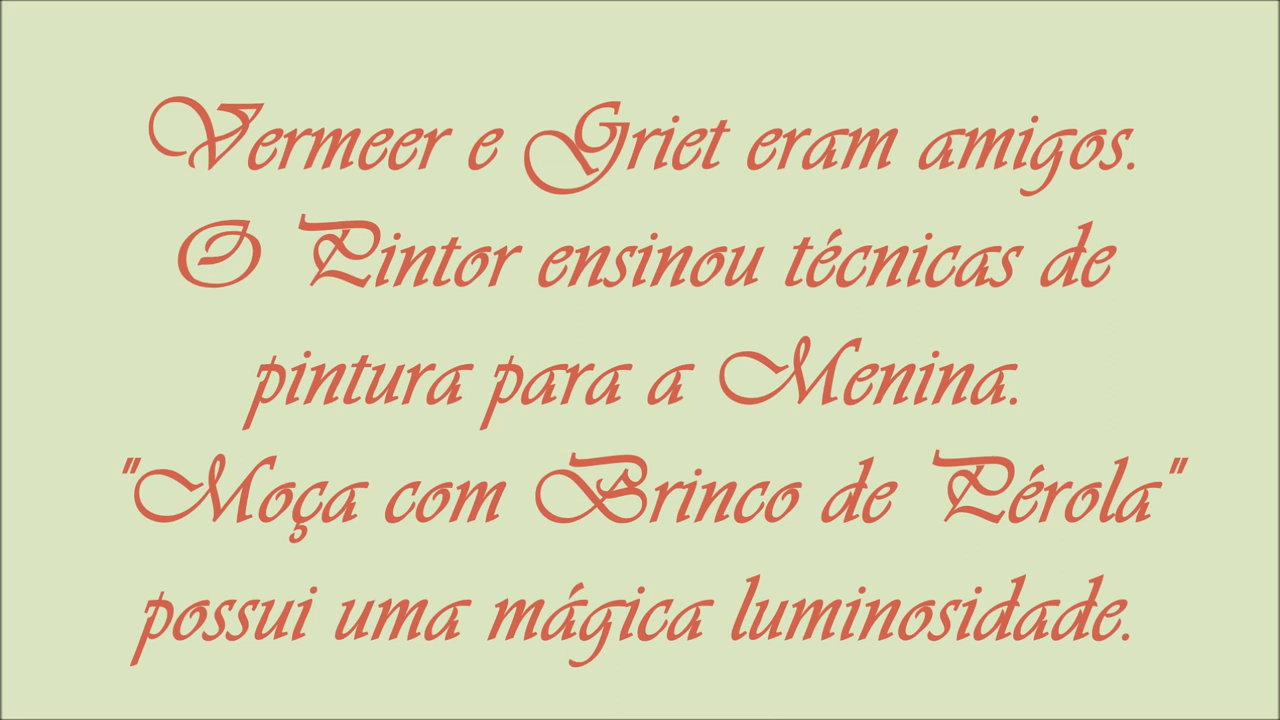 Vermeer e Griet eram amigos.
O Pintor ensinou técnicas de
pintura para a Menina.
"Moça com Brinco de Pérola"
possui uma mágica luminosidade.